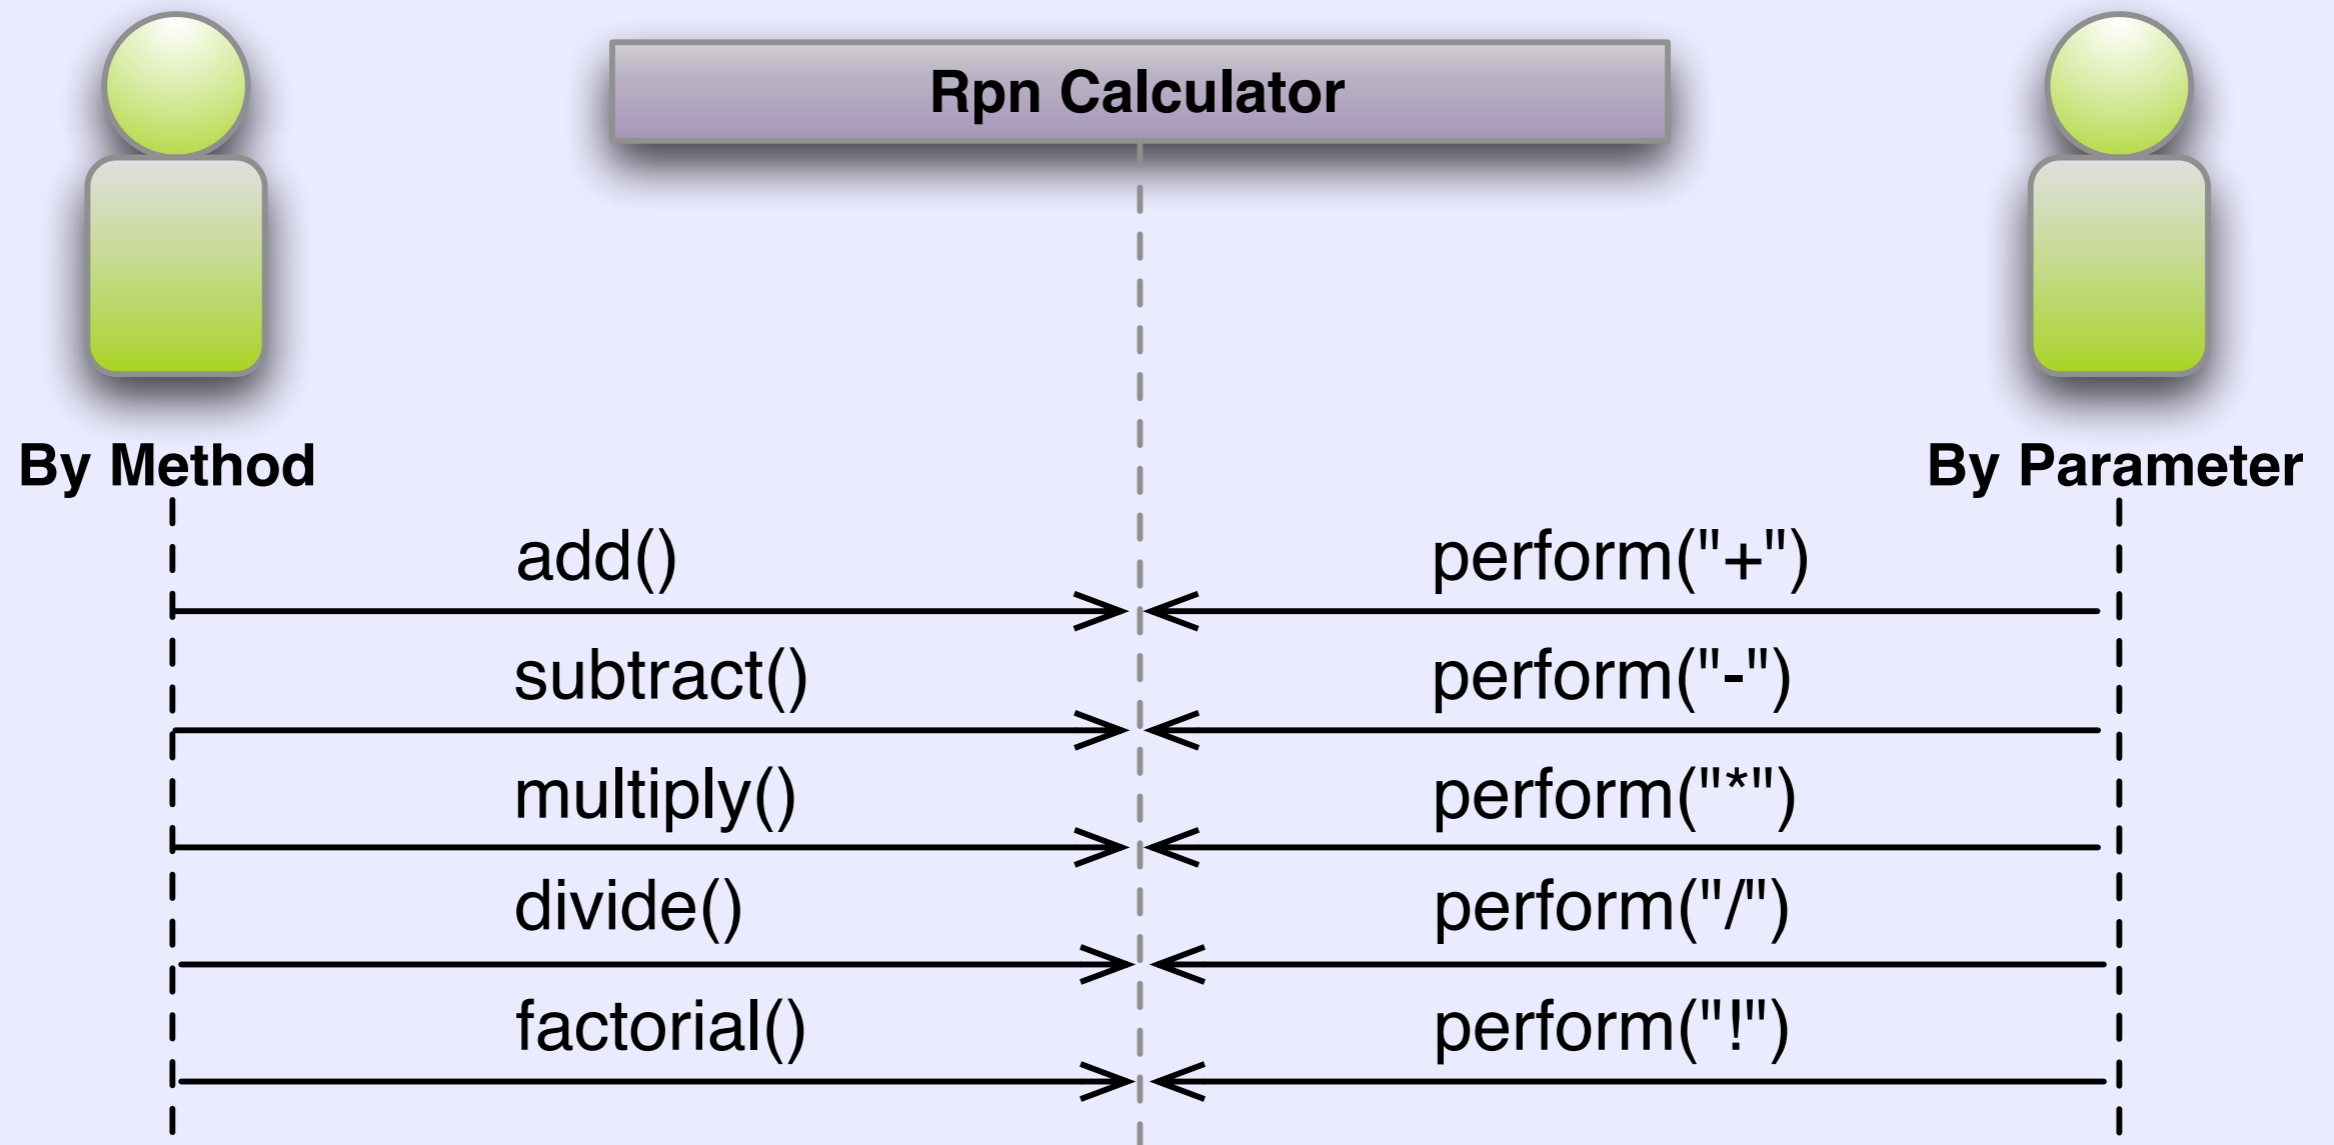 Rpn Calculator
By Method
By Parameter
add()
perform("+")
subtract()
perform("-")
multiply()
perform("*")
divide()
perform("/")
factorial()
perform("!")